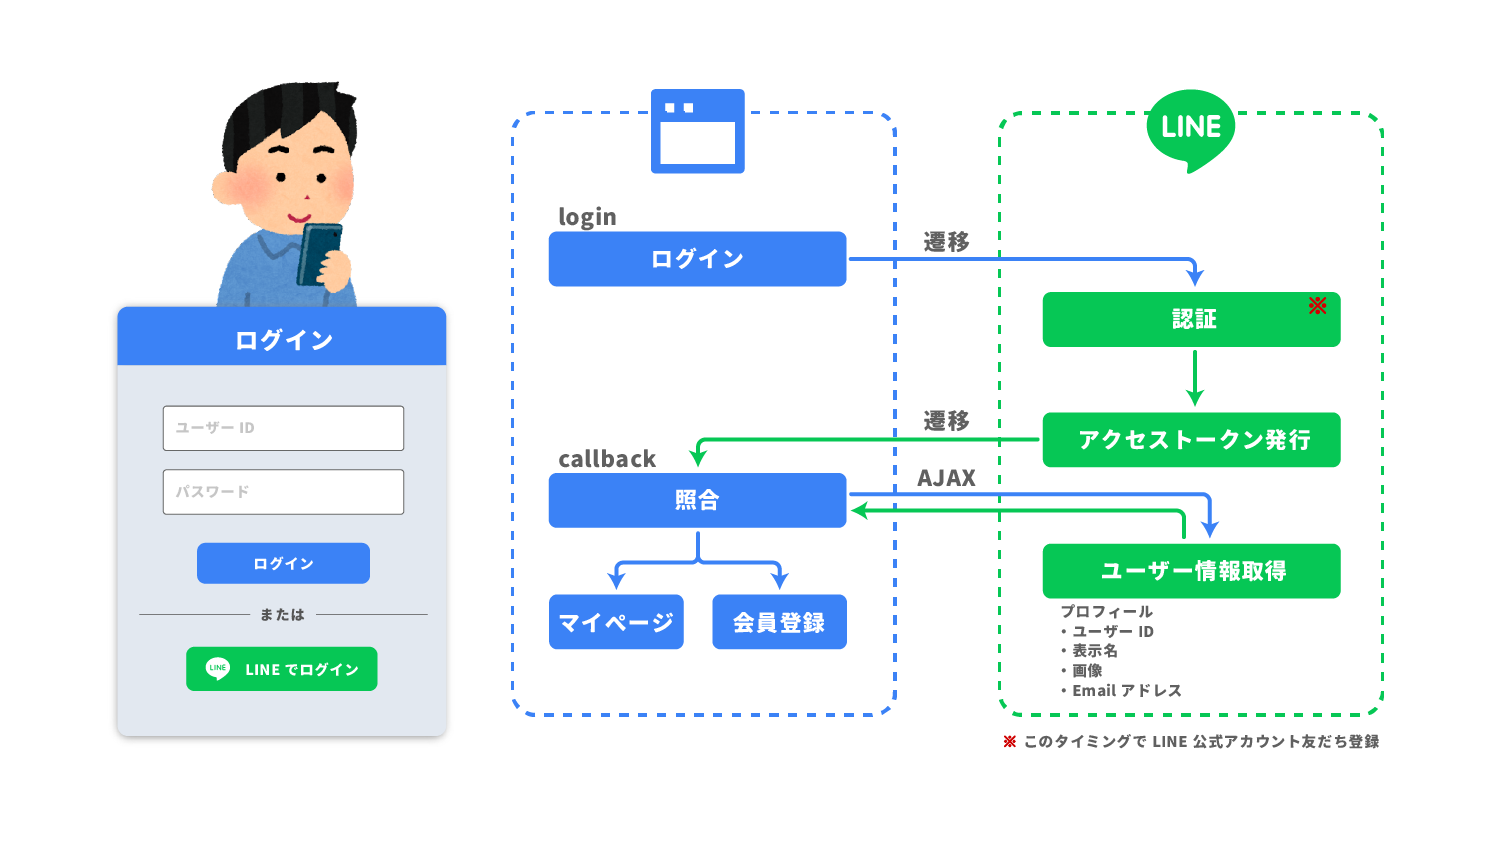 ログイン
ユーザー ID
パスワード
ログイン
または
LINE
LINE でログイン
login
ログイン
callback
照合
マイページ
会員登録
遷移
遷移
AJAX
LINE
認証
※
アクセストークン発行
ユーザー情報取得
プロフィール
・ユーザー ID
・表示名
・画像
・Email アドレス
※ このタイミングで LINE 公式アカウント友だち登録